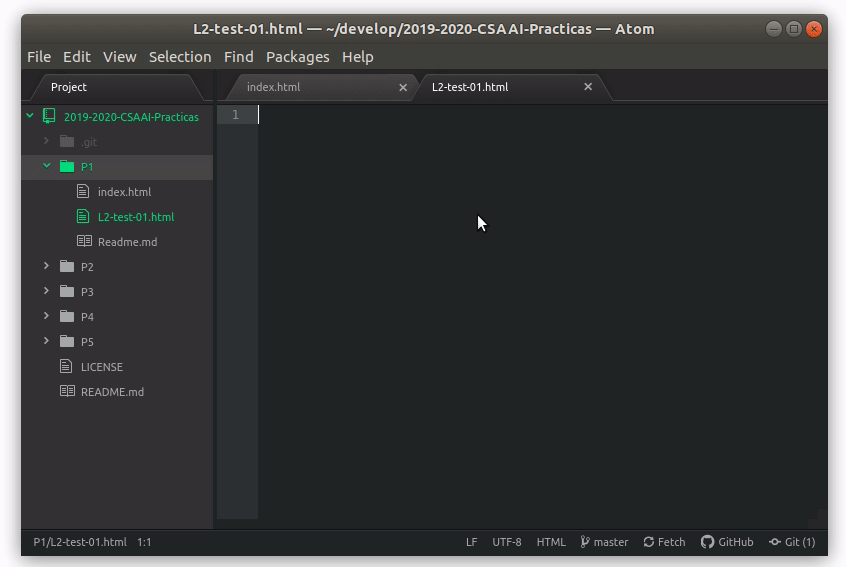 L2-test-01.html — ~/develop/2019-2020-CSAAI-Practicas — Atom
File Edit View Selection Find Packages Help
Project
index.html
L2-test-01.html
2019-2020-CSAAI-Practicas
.git
P1
index.html
L2-test-01.html
Readme.md
P2
P3
P4
P5
LICENSE
README.md
1
P1/L2-test-01.html 1:1
LF UTF-8 HTML master Fetch GitHub Git (1)